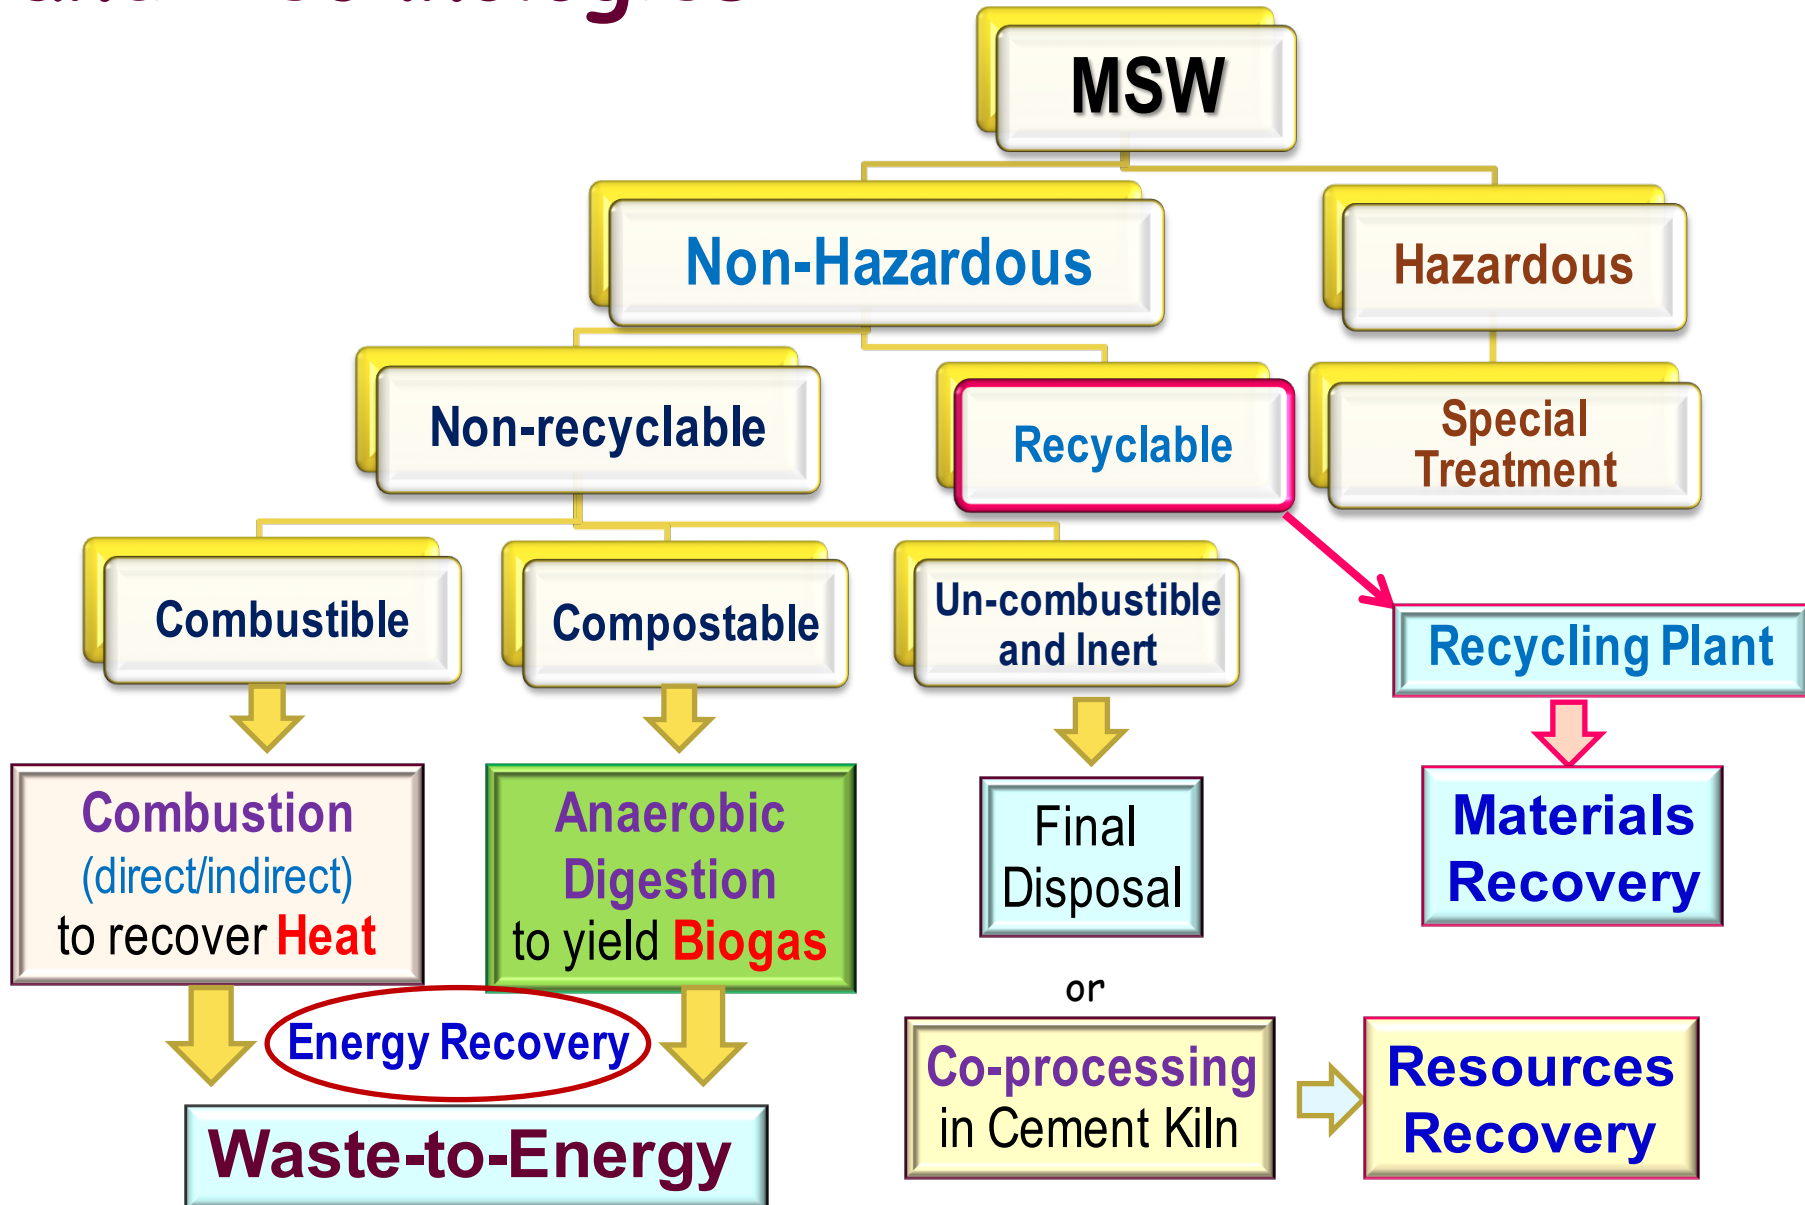 MSW
Non-Hazardous
Hazardous
Non-recyclable
Recyclable
Special
Treatment
Combustible
Compostable
Un-combustible
and Inert
Recycling Plant
Combustion
(direct/indirect)
to recover Heat
Anaerobic
Digestion
to yield Biogas
Final
Disposal
Materials
Recovery
or
Energy Recovery
Co-processing
in Cement Kiln
Resources
Recovery
Waste-to-Energy